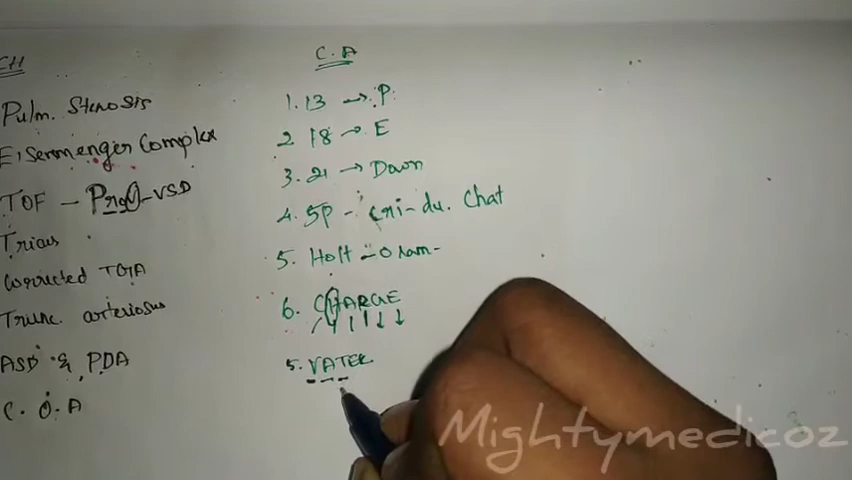 CH
Pulm. Stenosis
Eisenmenger Complex
TOF - PROV-VSD
Tricus
Corrected TGA
Trunc. arteriosus
ASD & PDA
C. O. A
C. A
1. 13 → P.
2. 18 → E
3. 21 → Down
4. 5P - Cri-du. Chat
5. Holt - Oram-
6. CHARGE
5. VATER
Mightymedicoz